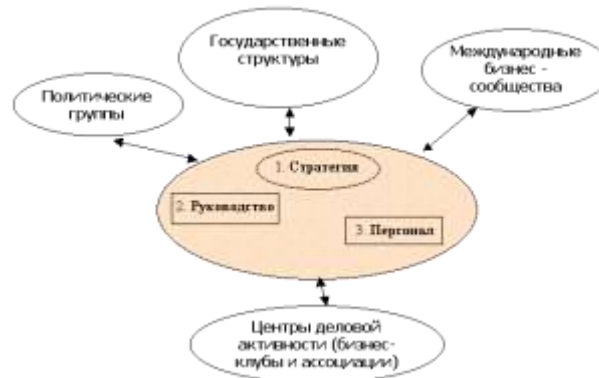 Государственные
структуры
Международные
бизнес -
сообщества
Политические
группы
1. Стратегия
2. Руководство
3. Персонал
Центры деловой
активности (бизнес-
клубы и ассоциации)